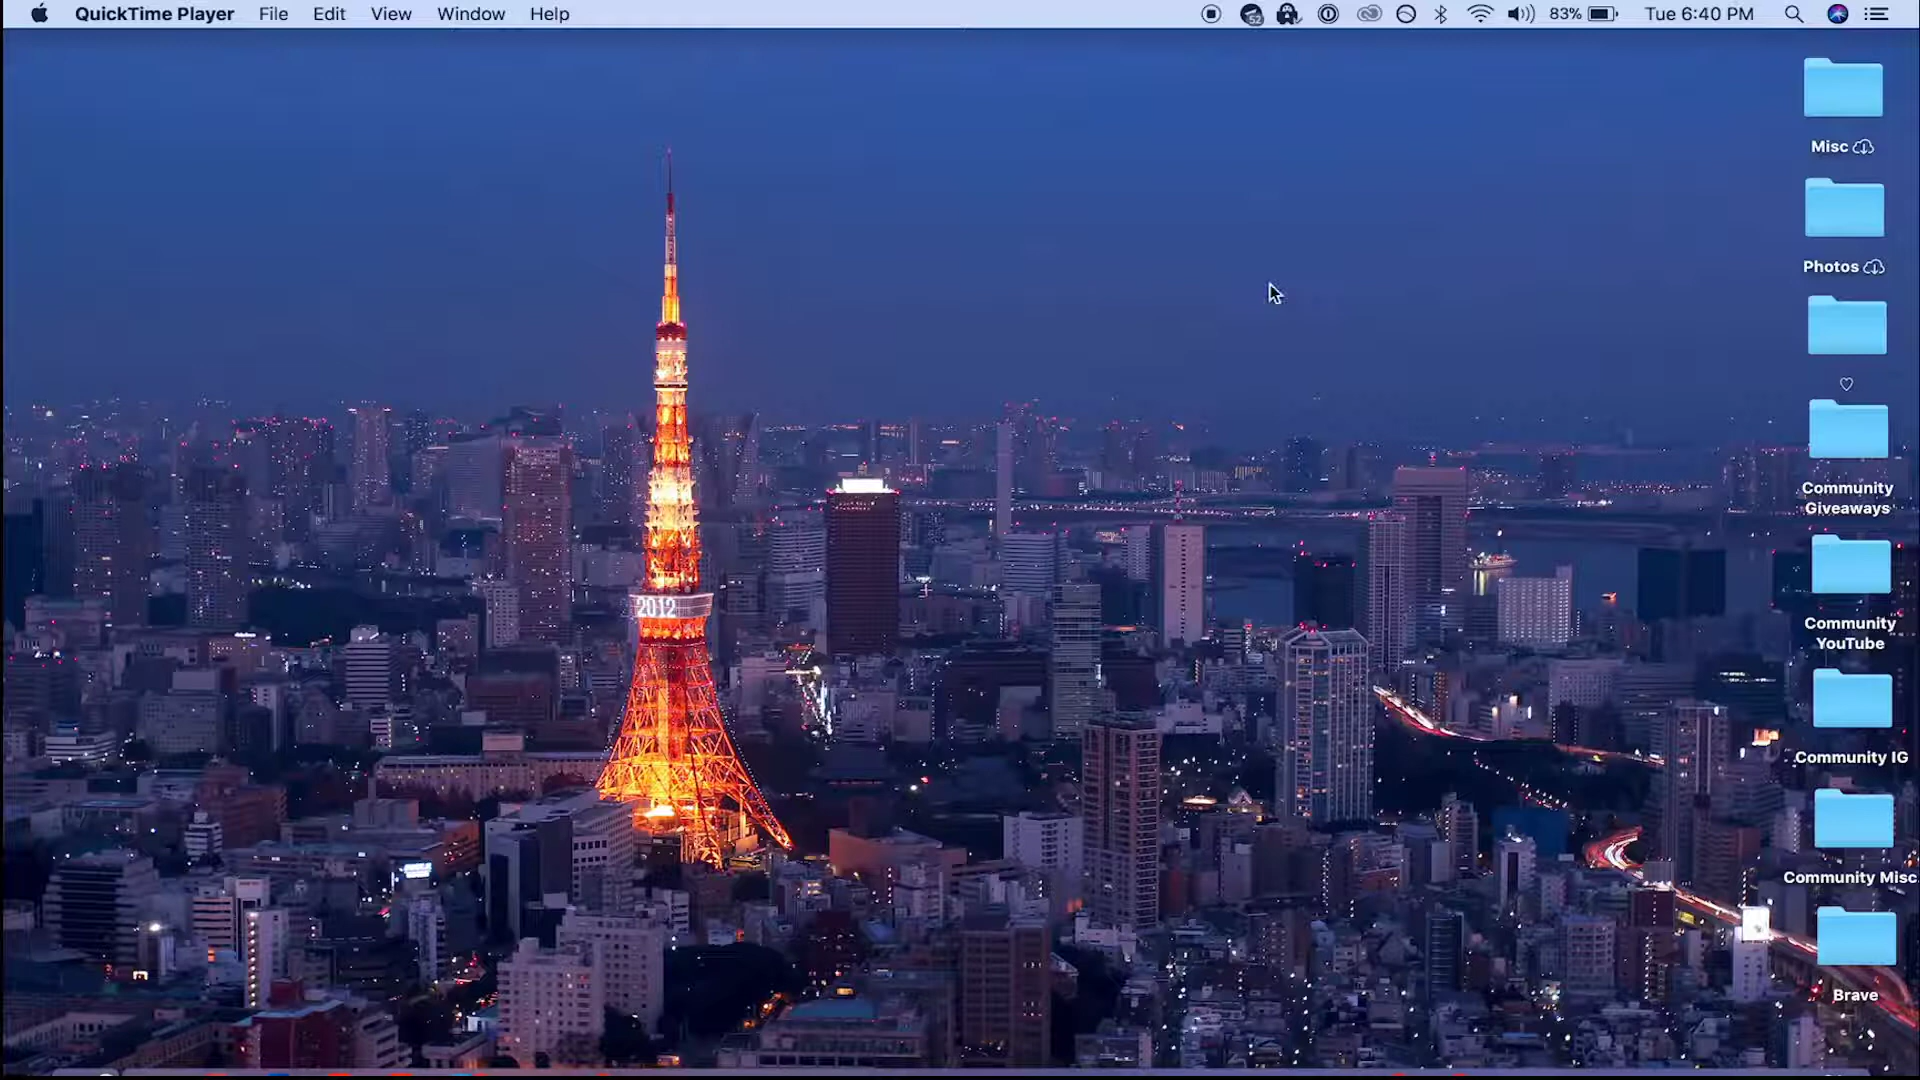 QuickTime Player File Edit View Window Help 52 83% Tue 6:40 PM
Misc
Photos
♡
Community
Giveaways
Community
YouTube
Community IG
Community Misc
Brave
2012